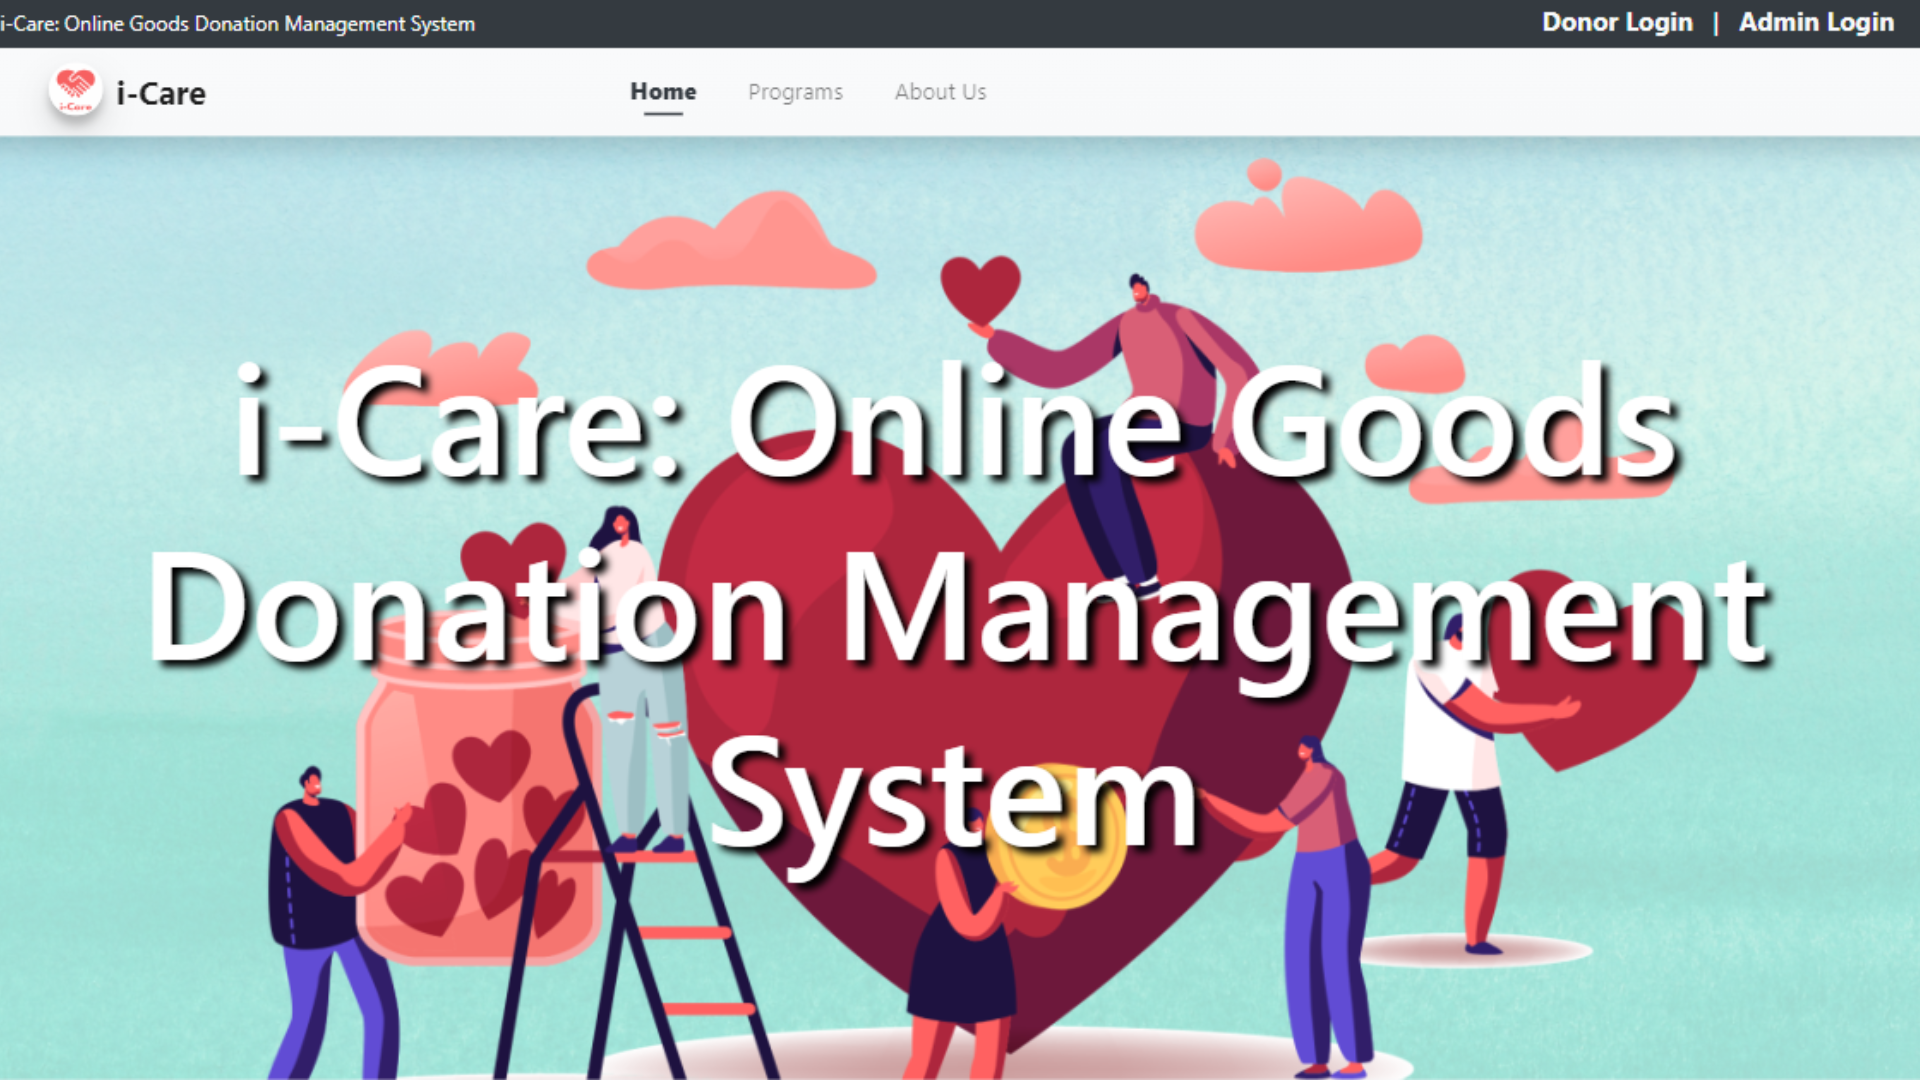 i-Care: Online Goods Donation Management System
Donor Login | Admin Login
i-Care
i-Care
Home
Programs
About Us
i-Care: Online Goods
Donation Management
System